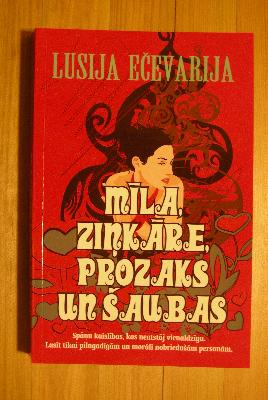 LUSIJA EČEVARIJA
MĪLA,
ZIŅKĀRE,
PROZAKS
UN ŠAUBAS
Spāņu kaislības, kas neatstāj vienaldzīgu.
Lasīt tikai pilngadīgām un morāli nobriedušām personām.